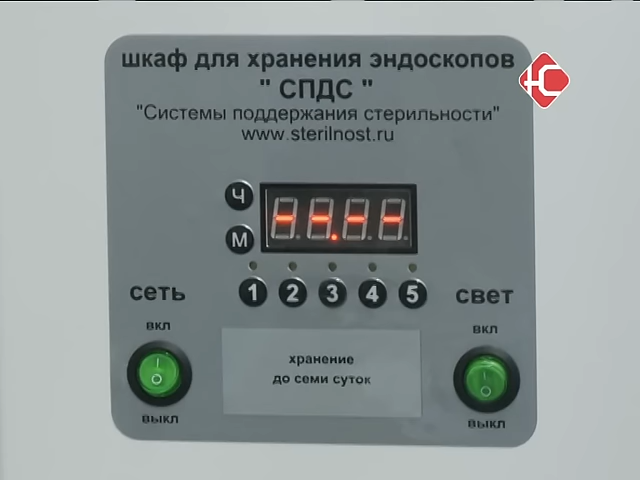 шкаф для хранения эндоскопов
" СПДС "
"Системы поддержания стерильности"
www.sterilnost.ru
Ч
М
----
1 2 3 4 5
сеть
свет
вкл
вкл
хранение
до семи суток
выкл
выкл
Ю